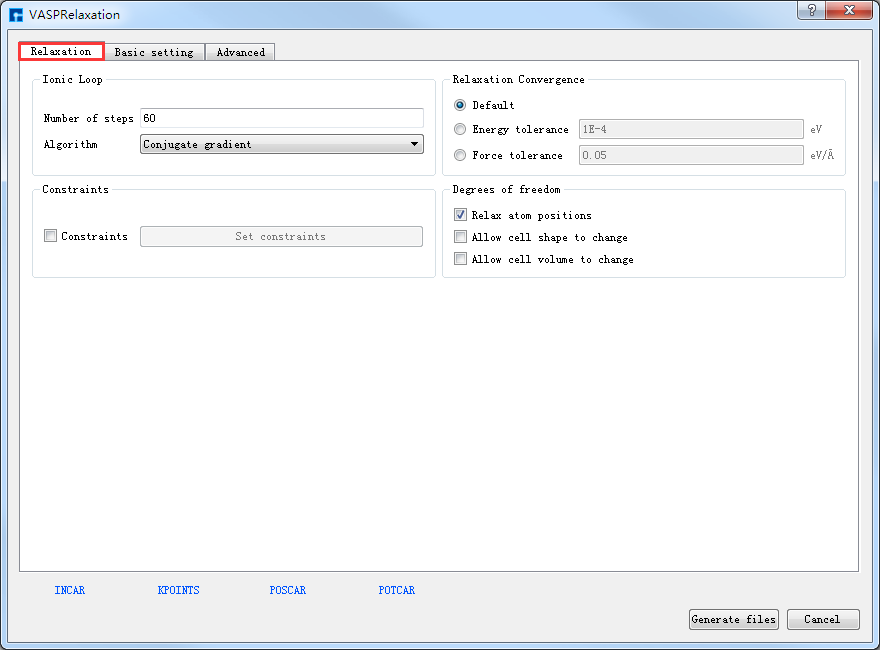 VASPRelaxation
?
Relaxation
Basic setting
Advanced
Ionic Loop
Number of steps
60
Algorithm
Conjugate gradient
Relaxation Convergence
Default
Energy tolerance
1E-4
eV
Force tolerance
0.05
eV/Å
Constraints
Constraints
Set constraints
Degrees of freedom
Relax atom positions
Allow cell shape to change
Allow cell volume to change
INCAR
KPOINTS
POSCAR
POTCAR
Generate files
Cancel